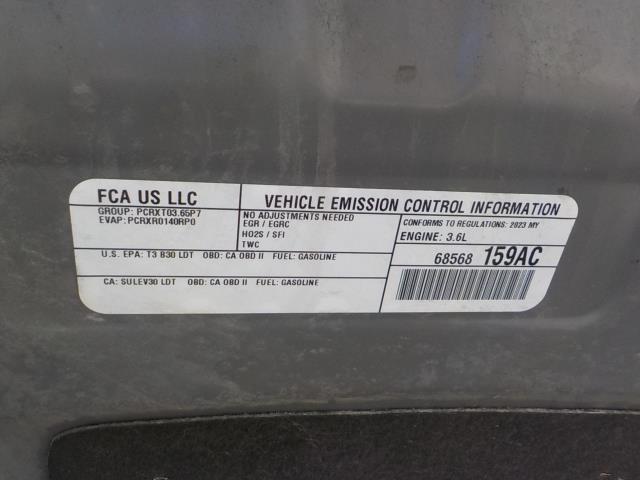 FCA US LLC
GROUP: PCRXT03.65P7
EVAP: PCRXR0140RP0
VEHICLE EMISSION CONTROL INFORMATION
NO ADJUSTMENTS NEEDED
EGR / EGRC
HO2S / SFI
TWC
CONFORMS TO REGULATIONS: 2023 MY
ENGINE: 3.6L
U.S. EPA: T3 B30 LDT OBD: CA OBD II FUEL: GASOLINE
68568 159AC
CA: SULEV30 LDT OBD: CA OBD II FUEL: GASOLINE